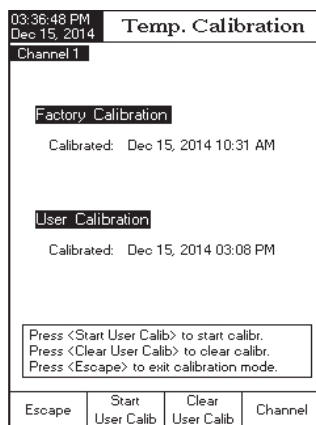 03:36:48 PM
Dec 15, 2014
Temp. Calibration
Channel 1
Factory Calibration
Calibrated: Dec 15, 2014 10:31 AM
User Calibration
Calibrated: Dec 15, 2014 03:08 PM
Press <Start User Calib> to start calibr.
Press <Clear User Calib> to clear calibr.
Press <Escape> to exit calibration mode.
Escape
Start
User Calib
Clear
User Calib
Channel